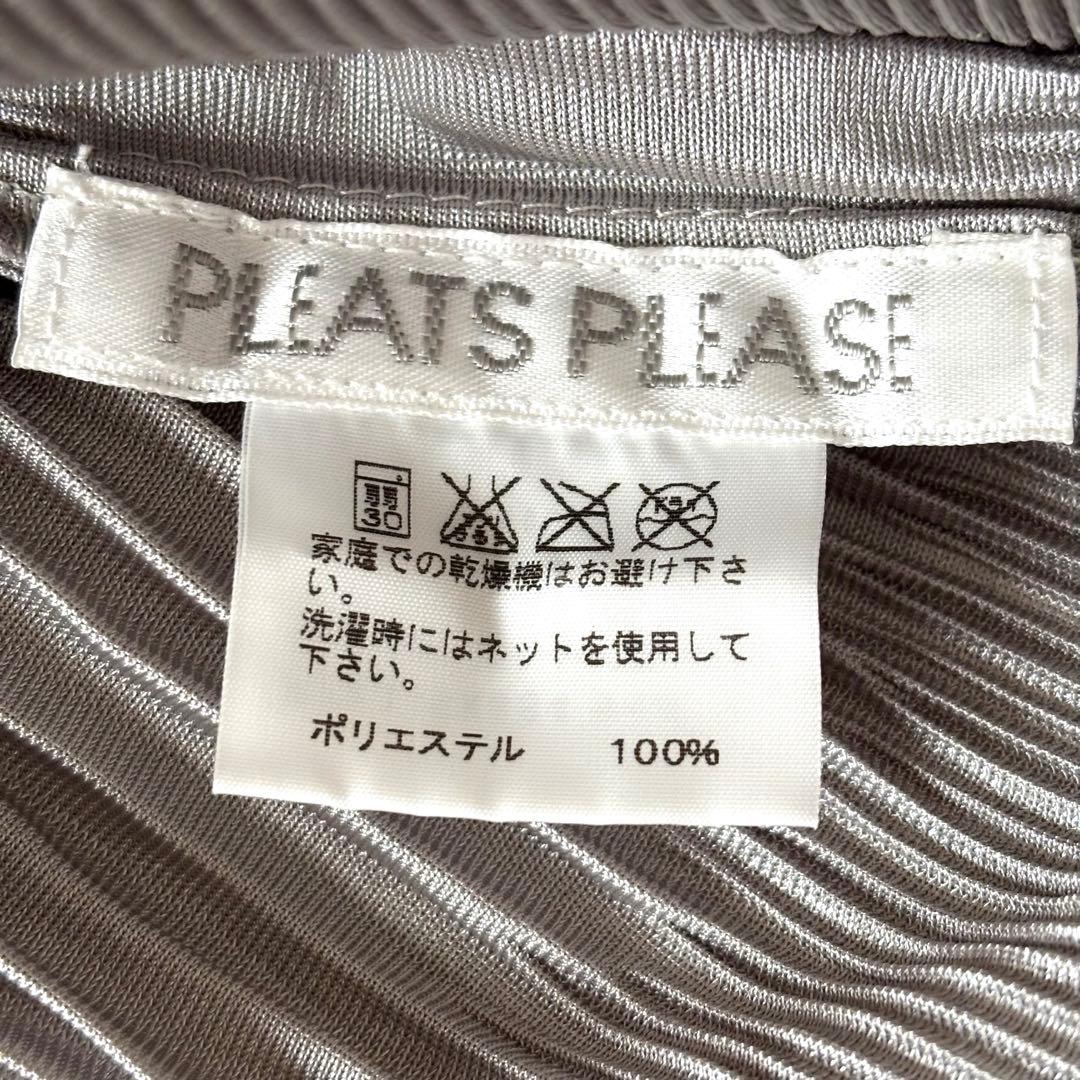 PLEATS PLEASE
弱
30
家庭での乾燥機はお避け下さ
い。
洗濯時にはネットを使用して
下さい。
ポリエステル 100%